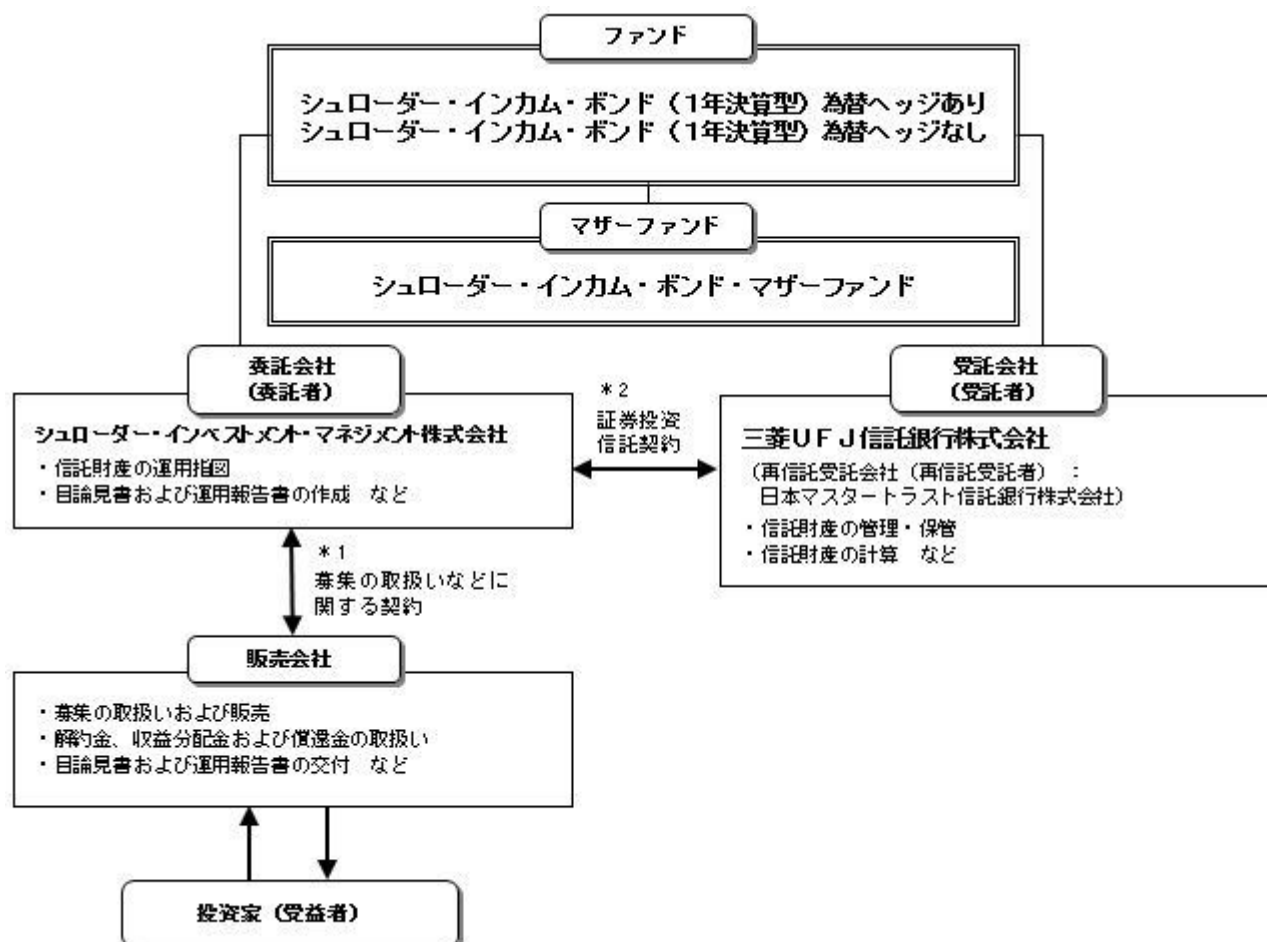 ファンド
シュローダー・インカム・ボンド（1年決算型）為替ヘッジあり
シュローダー・インカム・ボンド（1年決算型）為替ヘッジなし
マザーファンド
シュローダー・インカム・ボンド・マザーファンド
委託会社
（委託者）
シュローダー・インベストメント・マネジメント株式会社
・信託財産の運用指図
・目論見書および運用報告書の作成　など
＊2
証券投資
信託契約
受託会社
（受託者）
三菱ＵＦＪ信託銀行株式会社
（再信託受託会社（再信託受託者）：
日本マスタートラスト信託銀行株式会社）
・信託財産の管理・保管
・信託財産の計算　など
＊1
募集の取扱いなどに
関する契約
販売会社
・募集の取扱いおよび販売
・解約金、収益分配金および償還金の取扱い
・目論見書および運用報告書の交付　など
投資家（受益者）